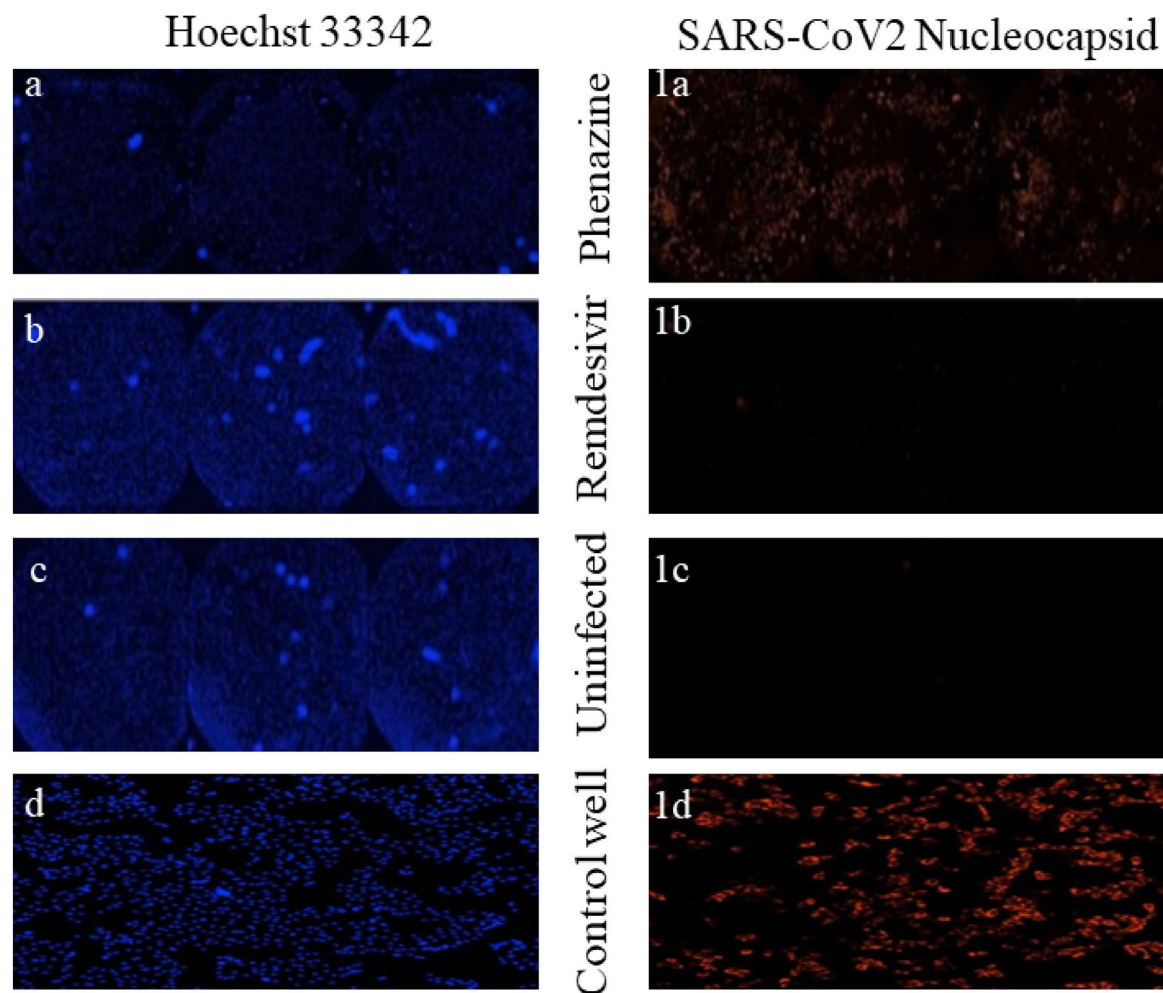 Hoechst 33342
SARS-CoV2 Nucleocapsid
a
Phenazine
1a
b
Remdesivir
1b
c
Uninfected
1c
d
Control well
1d